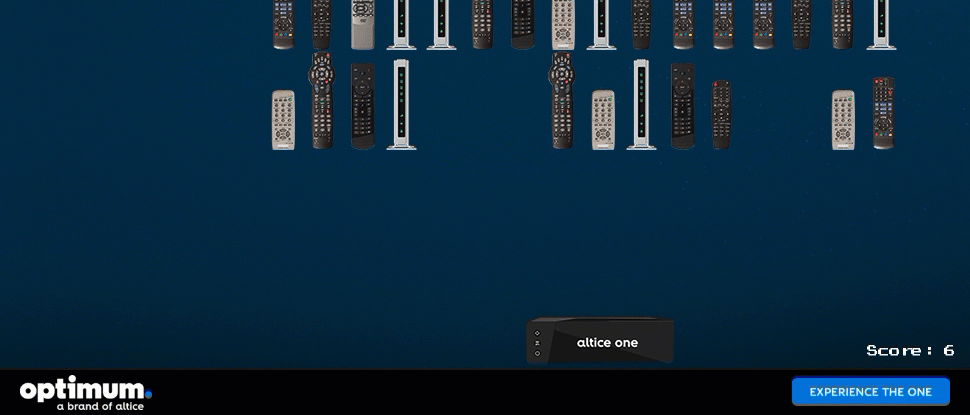 altice one
Score: 6
optimum.
a brand of altice
EXPERIENCE THE ONE